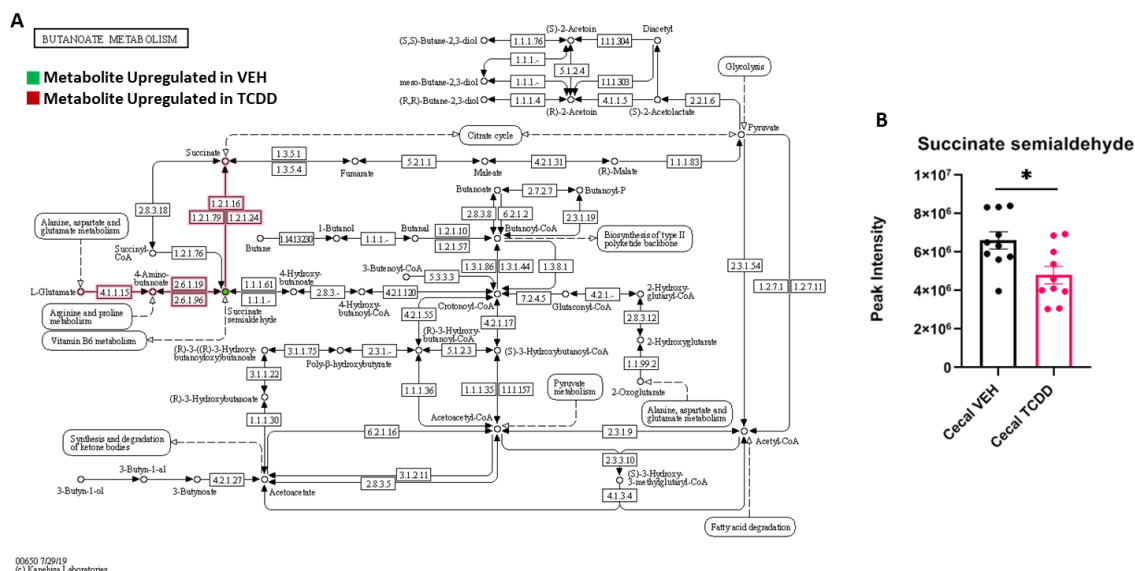 A
BUTANOATE METABOLISM
Metabolite Upregulated in VEH
Metabolite Upregulated in TCDD
(S,S)-Butane-2,3-diol
1.1.1.76
(S)-2-Acetoin
1.1.1.304
Diacetyl
1.1.1.-
5.1.2.4
meso-Butane-2,3-diol
1.1.1.-
1.1.1.303
(R,R)-Butane-2,3-diol
1.1.1.4
(R)-2-Acetoin
4.1.1.5
(S)-2-Acetolactate
2.2.1.6
Glycolysis
Pyruvate
Citrate cycle
Succinate
1.3.5.1
1.3.5.4
Fumarate
5.2.1.1
Maleate
4.2.1.31
(R)-Malate
1.1.1.83
1.2.1.16
1.2.1.79
1.2.1.24
2.8.3.18
Alanine, aspartate and
glutamate metabolism
Succinyl-
CoA
1.2.1.76
Butane
1.14.13.230
1-Butanol
1.1.1.-
Butanal
1.2.1.10
1.2.1.57
Butanoate
2.7.2.7
Butanoyl-P
2.8.3.8
6.2.1.2
2.3.1.19
Butanoyl-CoA
Biosynthesis of type II
polyketide backbone
3-Butenoyl-CoA
5.3.3.3
1.3.1.86
1.3.1.44
1.3.8.1
2.3.1.54
1.2.7.1
1.2.7.11
L-Glutamate
4.1.1.15
4-Amino-
butanoate
2.6.1.19
2.6.1.96
Succinate
semialdehyde
1.1.1.61
1.1.1.-
4-Hydroxy-
butanoate
2.8.3.-
4-Hydroxy-
butanoyl-CoA
4.2.1.120
Crotonoyl-CoA
7.2.4.5
Glutaconyl-CoA
4.2.1.-
2-Hydroxy-
glutaryl-CoA
Arginine and proline
metabolism
Vitamin B6 metabolism
4.2.1.55
4.2.1.17
2.8.3.12
2-Hydroxyglutarate
1.1.99.2
2-Oxoglutarate
(R)-3-((R)-3-Hydroxy-
butanoyloxy)butanoate
3.1.1.75
Poly-β-hydroxybutyrate
2.3.1.-
(R)-3-Hydroxy-
butanoyl-CoA
5.1.2.3
(S)-3-Hydroxybutanoyl-CoA
3.1.1.22
(R)-3-Hydroxybutanoate
1.1.1.30
1.1.1.36
1.1.1.35
1.1.1.157
Pyruvate
metabolism
Alanine, aspartate and
glutamate metabolism
Acetoacetyl-CoA
Synthesis and degradation
of ketone bodies
6.2.1.16
2.3.1.9
Acetyl-CoA
3-Butyn-1-ol
3-Butyn-1-al
3-Butynoate
4.2.1.27
Acetoacetate
3.1.2.11
2.8.3.5
2.3.3.10
(S)-3-Hydroxy-
3-methylglutaryl-CoA
4.1.3.4
Fatty acid degradation
00650 7/29/19
(c) Kanehisa Laboratories
B
Succinate semialdehyde
*
1×10⁷
8×10⁶
6×10⁶
4×10⁶
2×10⁶
0
Peak Intensity
Cecal VEH
Cecal TCDD